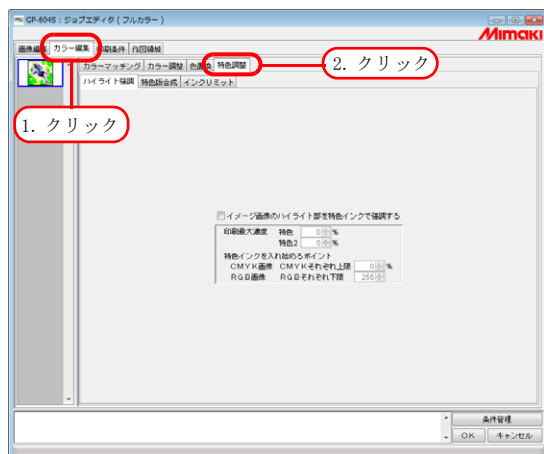 GP-604S : ジョブエディタ ( フルカラー )
Mimaki
画像編集 カラー編集 印刷条件 作図領域
カラーマッチング カラー調整 色置換 特色調整
2. クリック
ハイライト強調 特色版合成 インクリミット
1. クリック
イメージ画像のハイライト部を特色インクで強調する
印刷最大濃度 特色 0 %
特色2 0 %
特色インクを入れ始めるポイント
CMYK画像 CMYKそれぞれ上限 0 %
RGB画像 RGBそれぞれ下限 255
条件管理
OK キャンセル